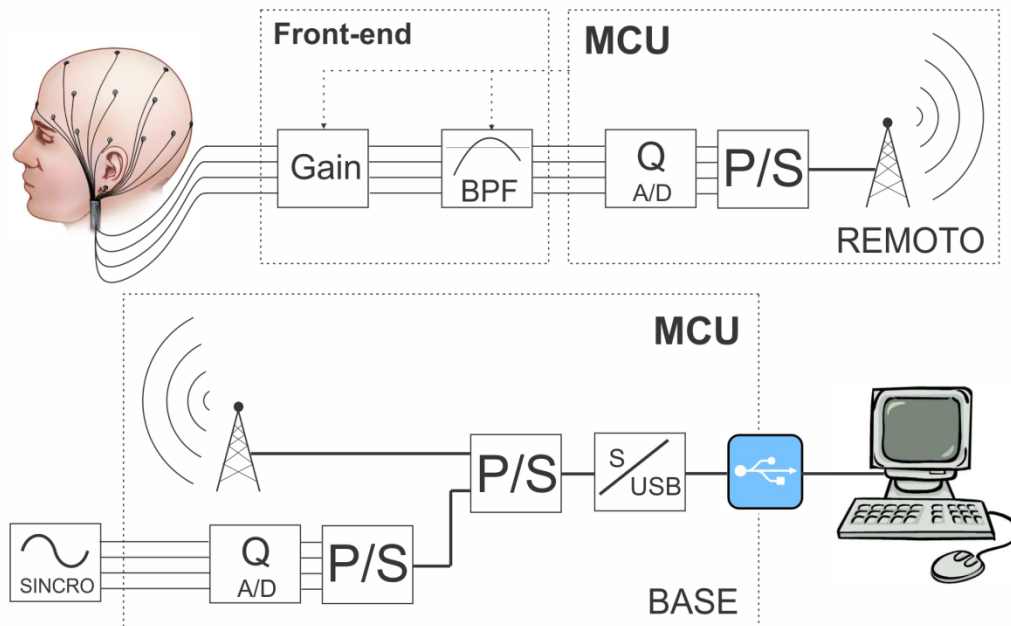 Front-end
MCU
Gain
BPF
Q
A/D
P/S
REMOTO
MCU
P/S
S
USB
SINCRO
Q
A/D
P/S
BASE